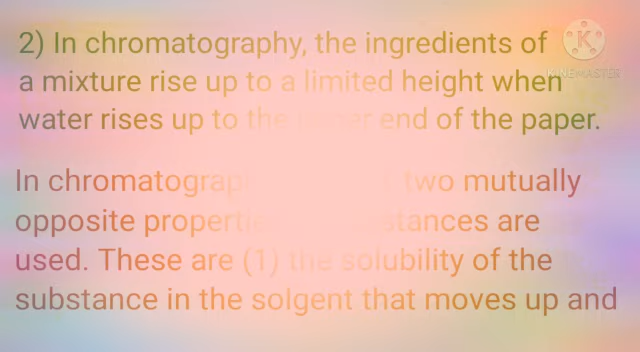 2) In chromatography, the ingredients of
a mixture rise up to a limited height when
water rises up to the end of the paper.
In chromatograp two mutually
opposite properti stances are
used. These are (1) the solubility of the
substance in the solgent that moves up and
KINEMASTER